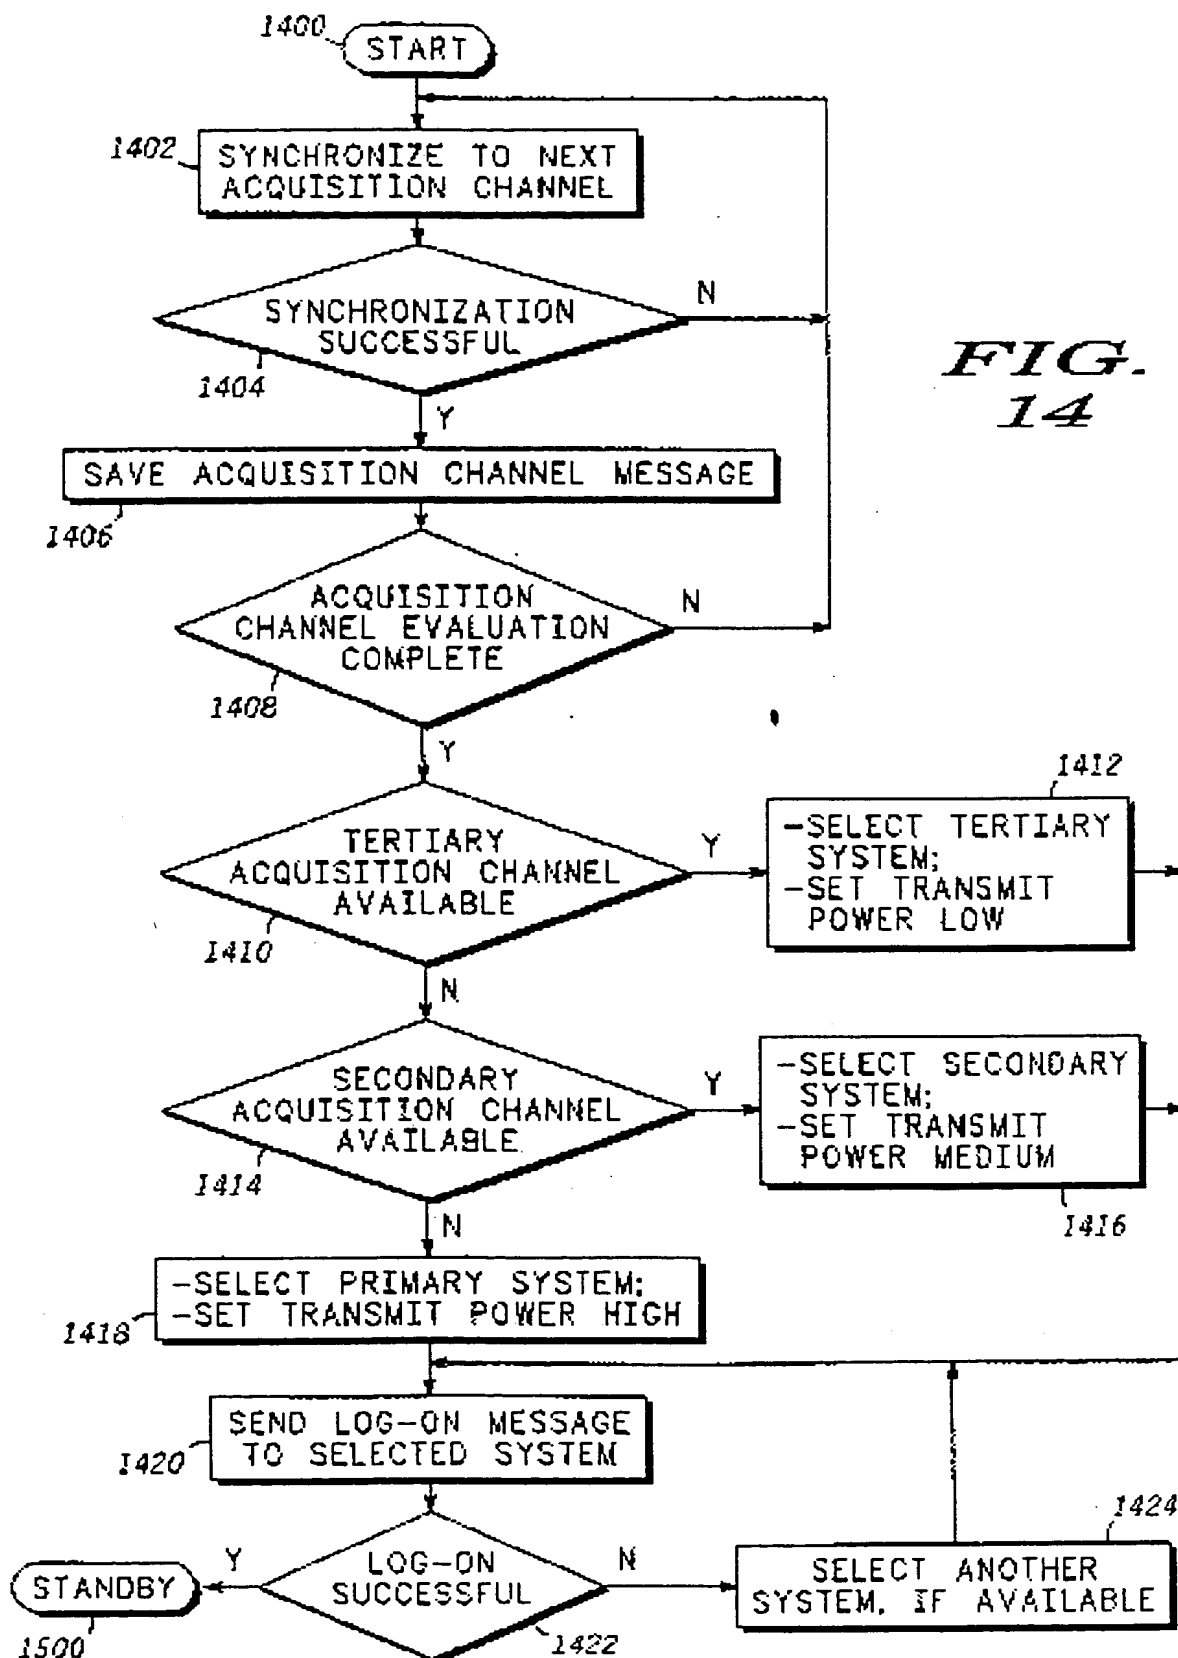 1400
START
1402
SYNCHRONIZE TO NEXT
ACQUISITION CHANNEL
SYNCHRONIZATION
SUCCESSFUL
N
1404
Y
FIG.
14
SAVE ACQUISITION CHANNEL MESSAGE
1406
ACQUISITION
CHANNEL EVALUATION
COMPLETE
N
1408
Y
TERTIARY
ACQUISITION CHANNEL
AVAILABLE
Y
1410
N
1412
-SELECT TERTIARY
SYSTEM;
-SET TRANSMIT
POWER LOW
SECONDARY
ACQUISITION CHANNEL
AVAILABLE
Y
1414
N
-SELECT SECONDARY
SYSTEM;
-SET TRANSMIT
POWER MEDIUM
1416
-SELECT PRIMARY SYSTEM;
-SET TRANSMIT POWER HIGH
1418
SEND LOG-ON MESSAGE
TO SELECTED SYSTEM
1420
LOG-ON
SUCCESSFUL
Y
N
1422
STANDBY
1500
1424
SELECT ANOTHER
SYSTEM, IF AVAILABLE